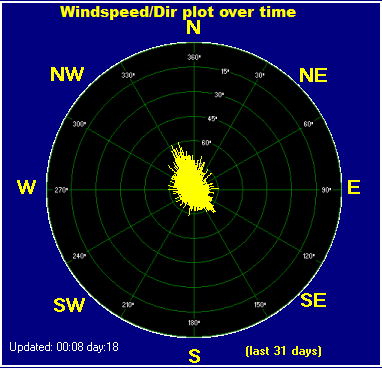 Windspeed/Dir plot over time
N
360°
NW
330°
15°
30°
NE
30°
300°
45°
60°
60°
W
270°
90°
E
240°
120°
SW
210°
150°
SE
180°
Updated: 00:08 day:18
S
(last 31 days)